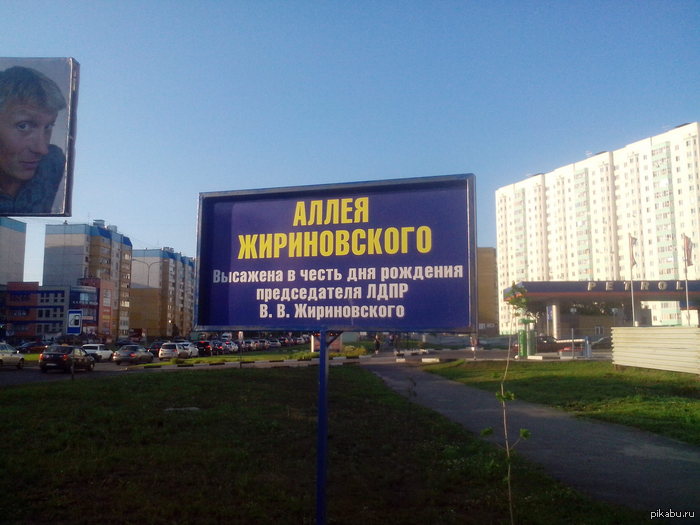 АЛЛЕЯ
ЖИРИНОВСКОГО
Высажена в честь дня рождения
председателя ЛДПР
В. В. Жириновского
PETROL
pikabu.ru